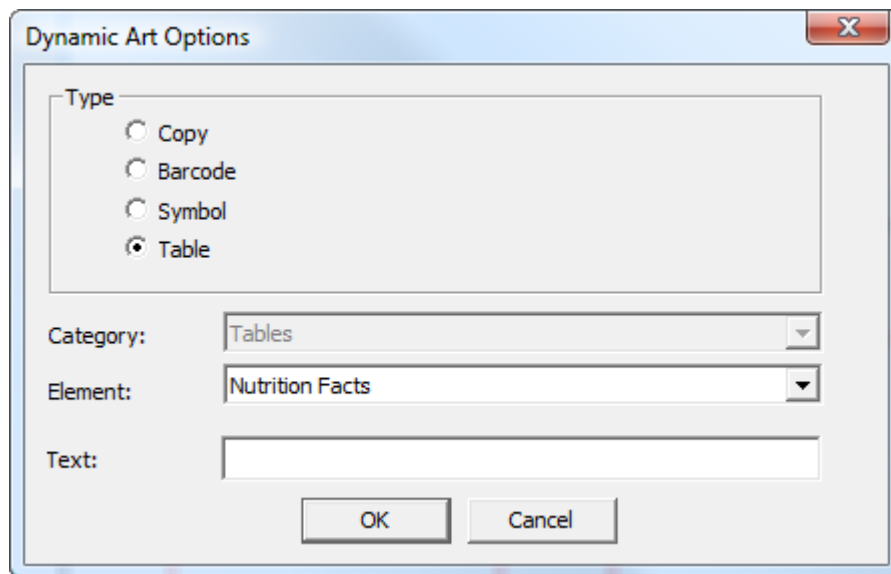 Dynamic Art Options
Type
Copy
Barcode
Symbol
Table
Category: Tables
Element: Nutrition Facts
Text:
OK Cancel